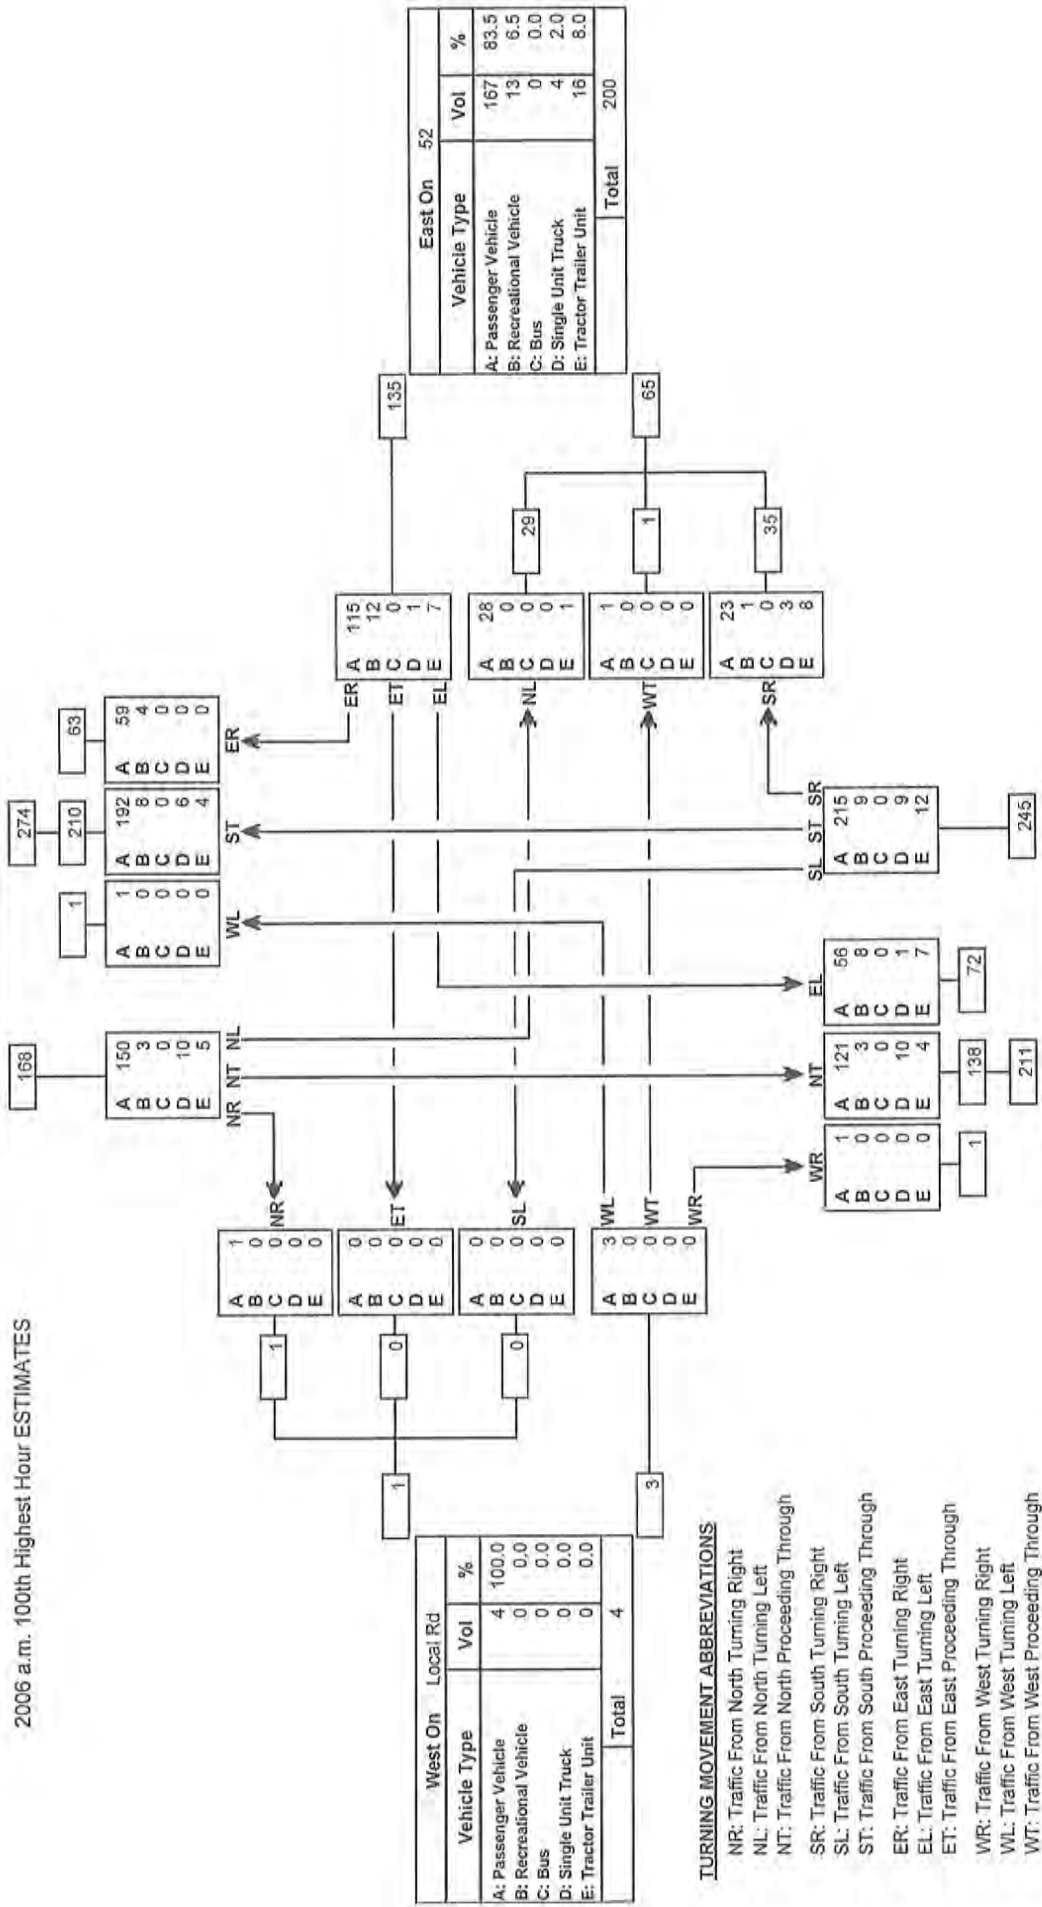 2006 a.m. 100th Highest Hour ESTIMATES
168
A 150
B 3
C 0
D 10
E 5
NR NT NL
274
1
210
63
A 1
B 0
C 0
D 0
E 0
WL
A 192
B 8
C 0
D 6
E 4
ST
A 59
B 4
C 0
D 0
E 0
ER
West On Local Rd
Vehicle Type Vol %
A: Passenger Vehicle 4 100.0
B: Recreational Vehicle 0 0.0
C: Bus 0 0.0
D: Single Unit Truck 0 0.0
E: Tractor Trailer Unit 0 0.0
Total 4
1
1
A 1
B 0
C 0
D 0
E 0
NR
0
A 0
B 0
C 0
D 0
E 0
ET
0
A 0
B 0
C 0
D 0
E 0
SL
3
A 3
B 0
C 0
D 0
E 0
WL
WT
WR
ER
ET
EL
A 115
B 12
C 0
D 1
E 7
135
NL
A 28
B 0
C 0
D 0
E 1
29
WT
A 1
B 0
C 0
D 0
E 0
1
SR
A 23
B 1
C 0
D 3
E 8
35
65
East On 52
Vehicle Type Vol %
A: Passenger Vehicle 167 83.5
B: Recreational Vehicle 13 6.5
C: Bus 0 0.0
D: Single Unit Truck 4 2.0
E: Tractor Trailer Unit 16 8.0
Total 200
WR
A 1
B 0
C 0
D 0
E 0
1
NT
A 121
B 3
C 0
D 10
E 4
138
EL
A 56
B 8
C 0
D 1
E 7
72
211
SL ST SR
A 215
B 9
C 0
D 9
E 12
245
TURNING MOVEMENT ABBREVIATIONS
NR: Traffic From North Turning Right
NL: Traffic From North Turning Left
NT: Traffic From North Proceeding Through
SR: Traffic From South Turning Right
SL: Traffic From South Turning Left
ST: Traffic From South Proceeding Through
ER: Traffic From East Turning Right
EL: Traffic From East Turning Left
ET: Traffic From East Proceeding Through
WR: Traffic From West Turning Right
WL: Traffic From West Turning Left
WT: Traffic From West Proceeding Through